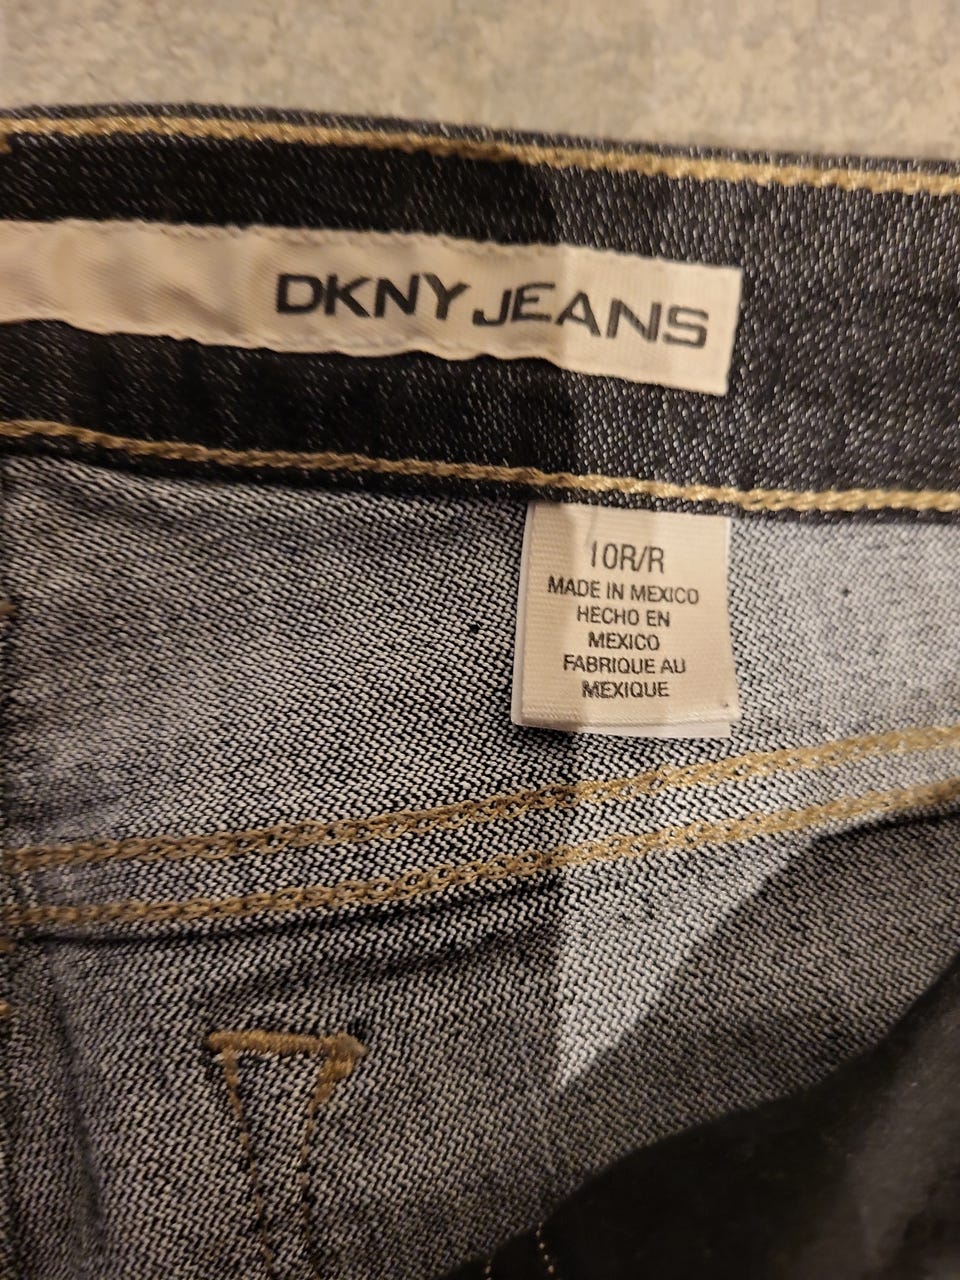 DKNY JEANS
10R/R
MADE IN MEXICO
HECHO EN
MEXICO
FABRIQUE AU
MEXIQUE